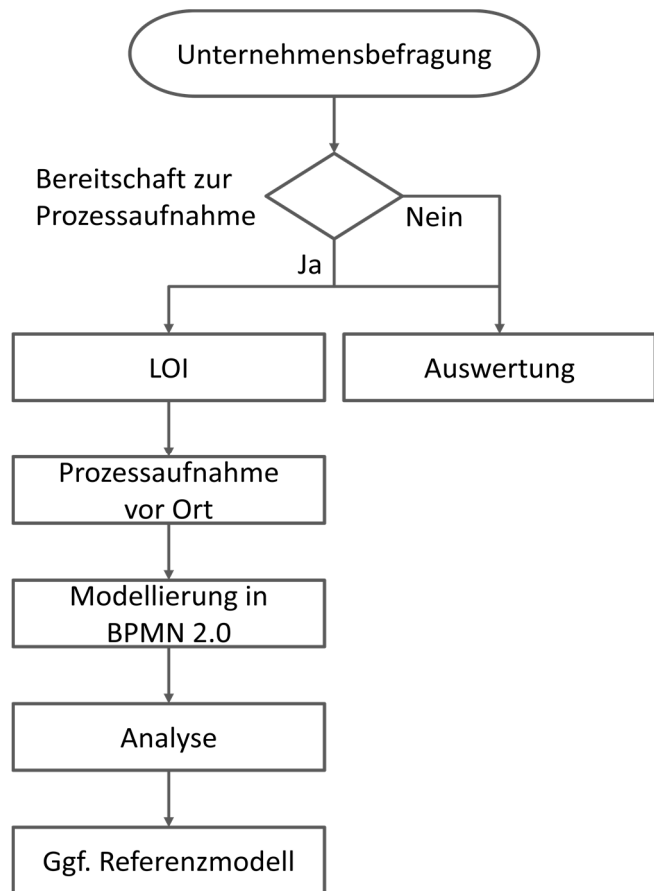 Unternehmensbefragung
Bereitschaft zur
Prozessaufnahme
Nein
Ja
LOI
Auswertung
Prozessaufnahme
vor Ort
Modellierung in
BPMN 2.0
Analyse
Ggf. Referenzmodell